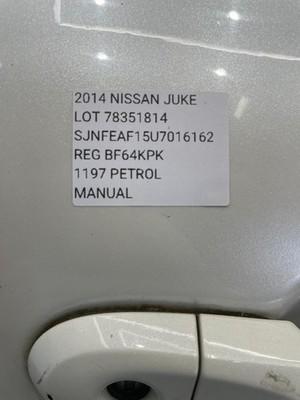 2014 NISSAN JUKE
LOT 78351814
SJNFEAF15U7016162
REG BF64KPK
1197 PETROL
MANUAL